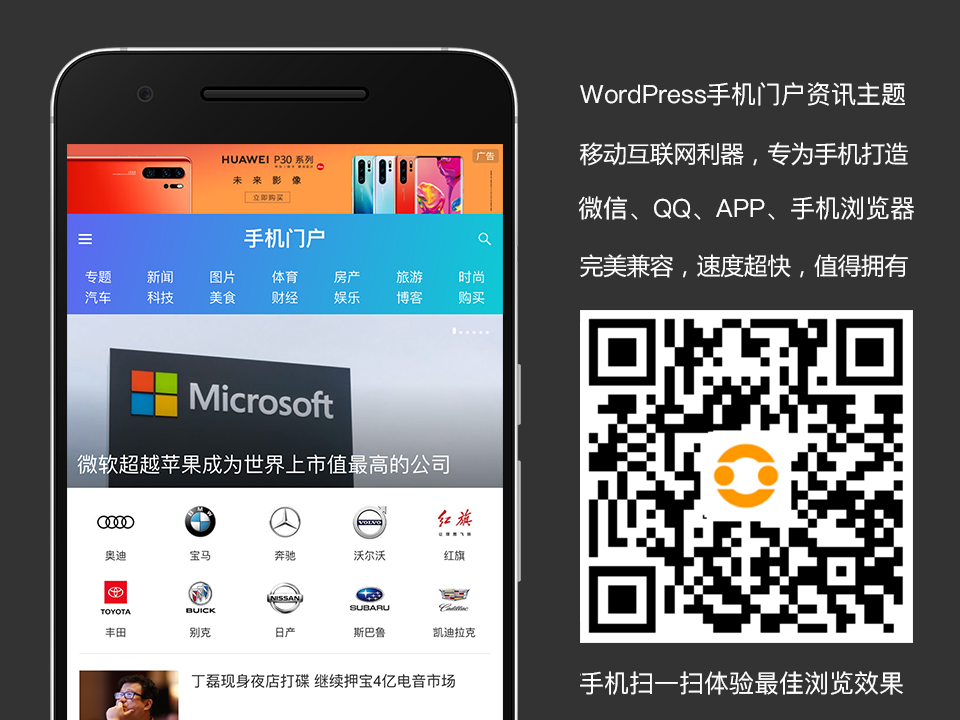 HUAWEI P30 系列
未来影像
立即购买
广告
手机门户
专题 新闻 图片 体育 房产 旅游 时尚
汽车 科技 美食 财经 娱乐 博客 购买
Microsoft
微软超越苹果成为世界上市值最高的公司
BMW
VOLVO
红旗
奥迪 宝马 奔驰 沃尔沃 红旗
TOYOTA
BUICK
NISSAN
SUBARU
Cadillac
丰田 别克 日产 斯巴鲁 凯迪拉克
丁磊现身夜店打碟 继续押宝4亿电音市场
WordPress手机门户资讯主题
移动互联网利器，专为手机打造
微信、QQ、APP、手机浏览器
完美兼容，速度超快，值得拥有
手机扫一扫体验最佳浏览效果